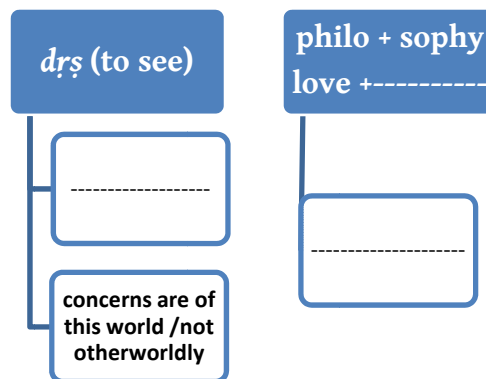 dṛṣ (to see)
--------------------
concerns are of
this world /not
otherworldly
philo + sophy
love +-----------
----------------------